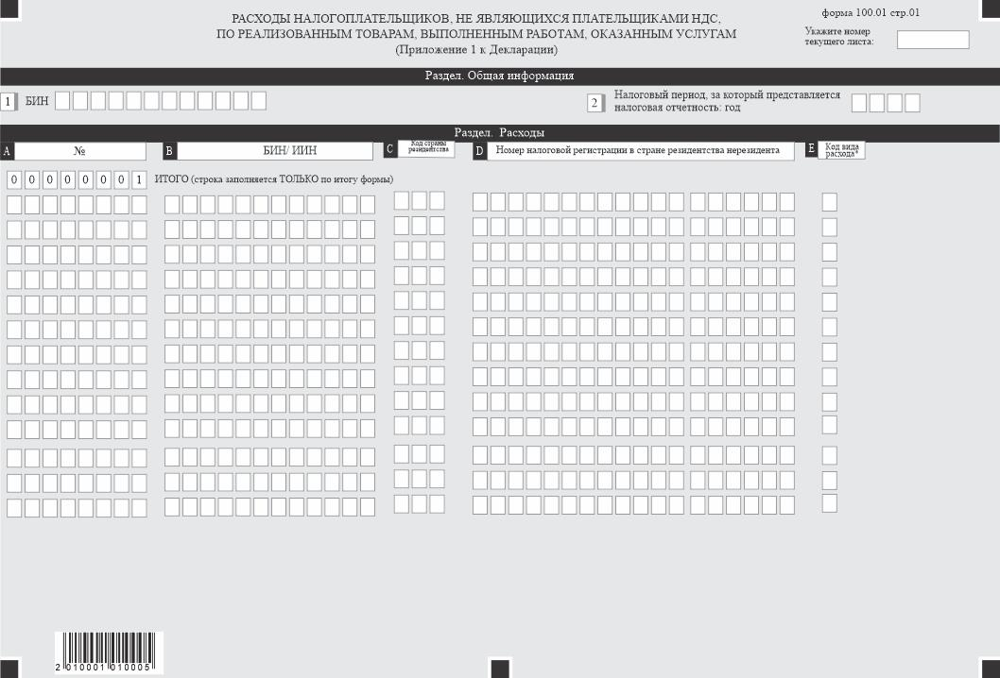 форма 100.01 стр.01
РАСХОДЫ НАЛОГОПЛАТЕЛЬЩИКОВ, НЕ ЯВЛЯЮЩИХСЯ ПЛАТЕЛЬЩИКАМИ НДС,
ПО РЕАЛИЗОВАННЫМ ТОВАРАМ, ВЫПОЛНЕННЫМ РАБОТАМ, ОКАЗАННЫМ УСЛУГАМ
(Приложение 1 к Декларации)
Укажите номер
текущего листа:
Раздел. Общая информация
1 БИН
2 Налоговый период, за который представляется
налоговая отчетность: год
Раздел. Расходы
A №
B БИН/ ИИН
C Код страны
резидентства
D Номер налоговой регистрации в стране резидентства нерезидента
E Код вида
расхода*
0 0 0 0 0 0 0 1 ИТОГО (строка заполняется ТОЛЬКО по итогу формы)
2 010001 010005